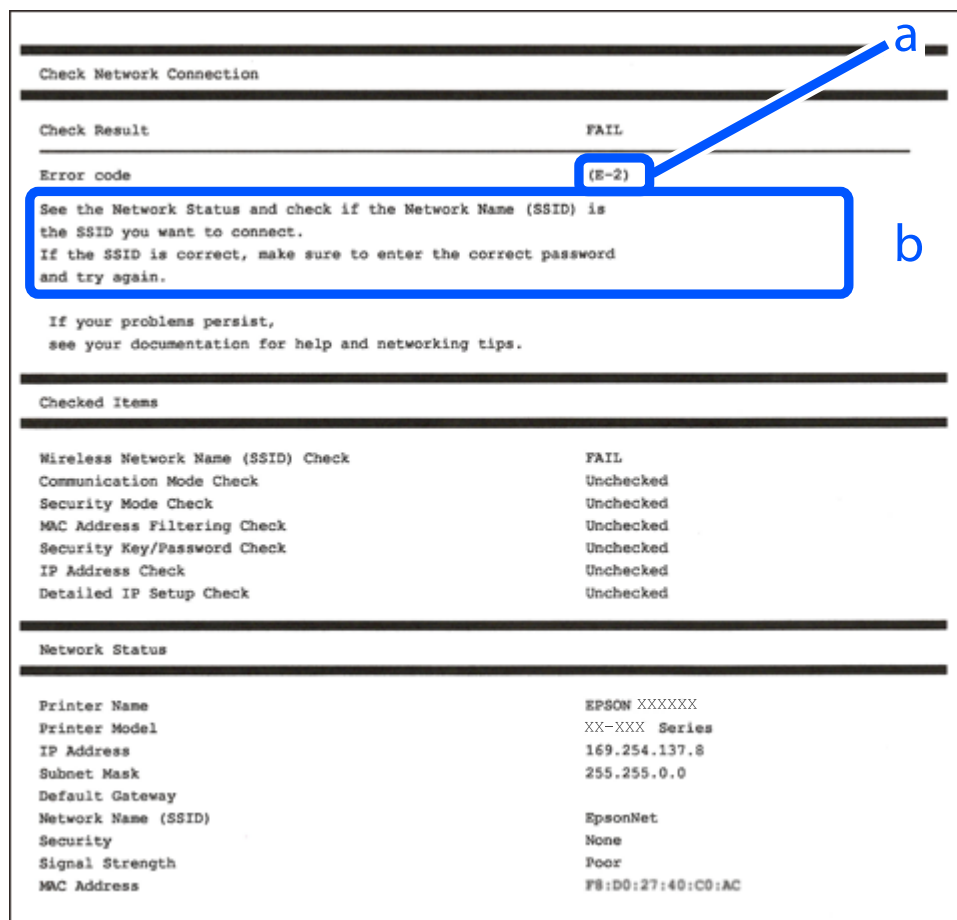 a
Check Network Connection
Check Result FAIL
Error code (E-2)
See the Network Status and check if the Network Name (SSID) is
the SSID you want to connect.
If the SSID is correct, make sure to enter the correct password
and try again.
b
If your problems persist,
see your documentation for help and networking tips.
Checked Items
Wireless Network Name (SSID) Check FAIL
Communication Mode Check Unchecked
Security Mode Check Unchecked
MAC Address Filtering Check Unchecked
Security Key/Password Check Unchecked
IP Address Check Unchecked
Detailed IP Setup Check Unchecked
Network Status
Printer Name EPSON XXXXXX
Printer Model XX-XXX Series
IP Address 169.254.137.8
Subnet Mask 255.255.0.0
Default Gateway
Network Name (SSID) EpsonNet
Security None
Signal Strength Poor
MAC Address F8:D0:27:40:C0:AC